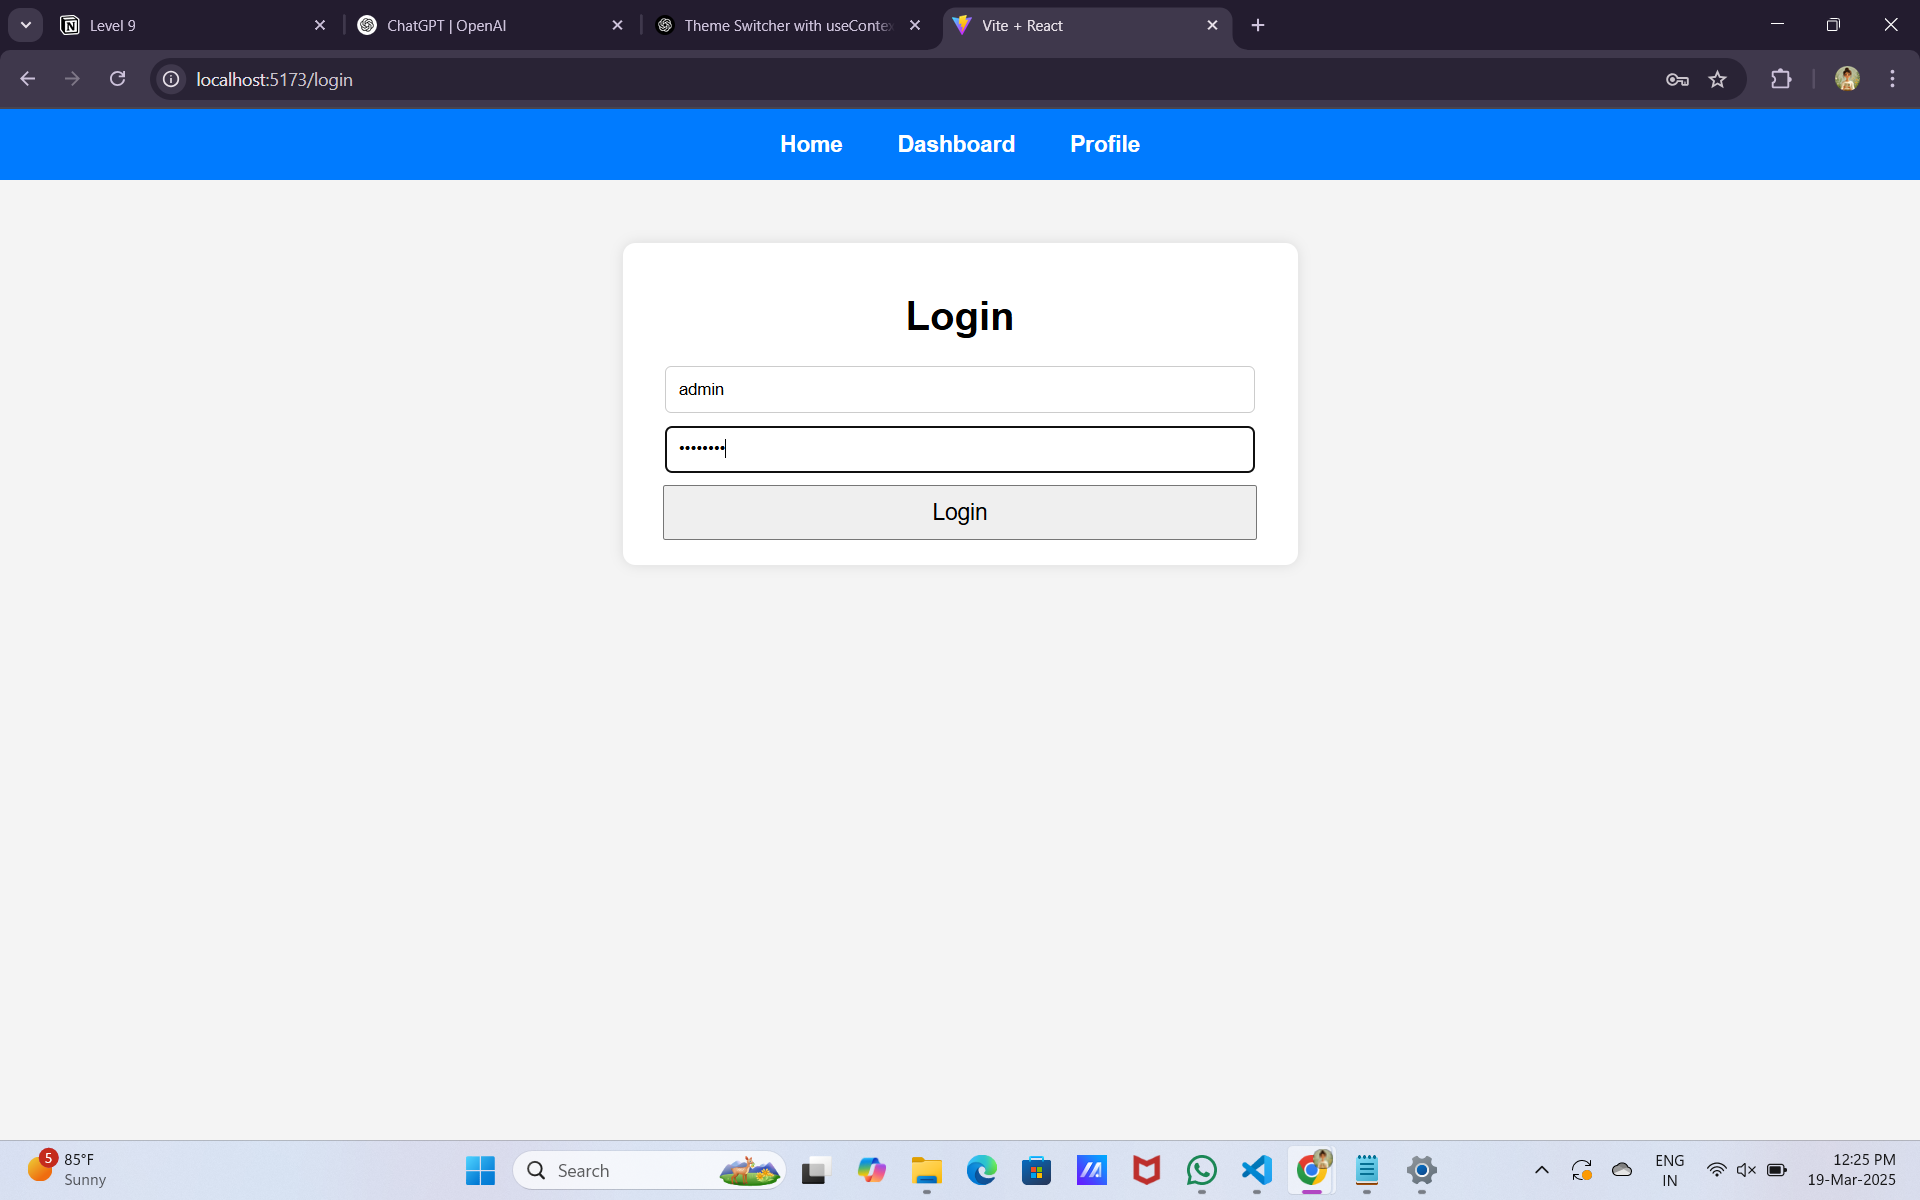 Level 9
ChatGPT | OpenAI
Theme Switcher with useConte
Vite + React
localhost:5173/login
Home Dashboard Profile
Login
admin
••••••••
Login
5
85°F
Sunny
Search
ENG
IN
12:25 PM
19-Mar-2025